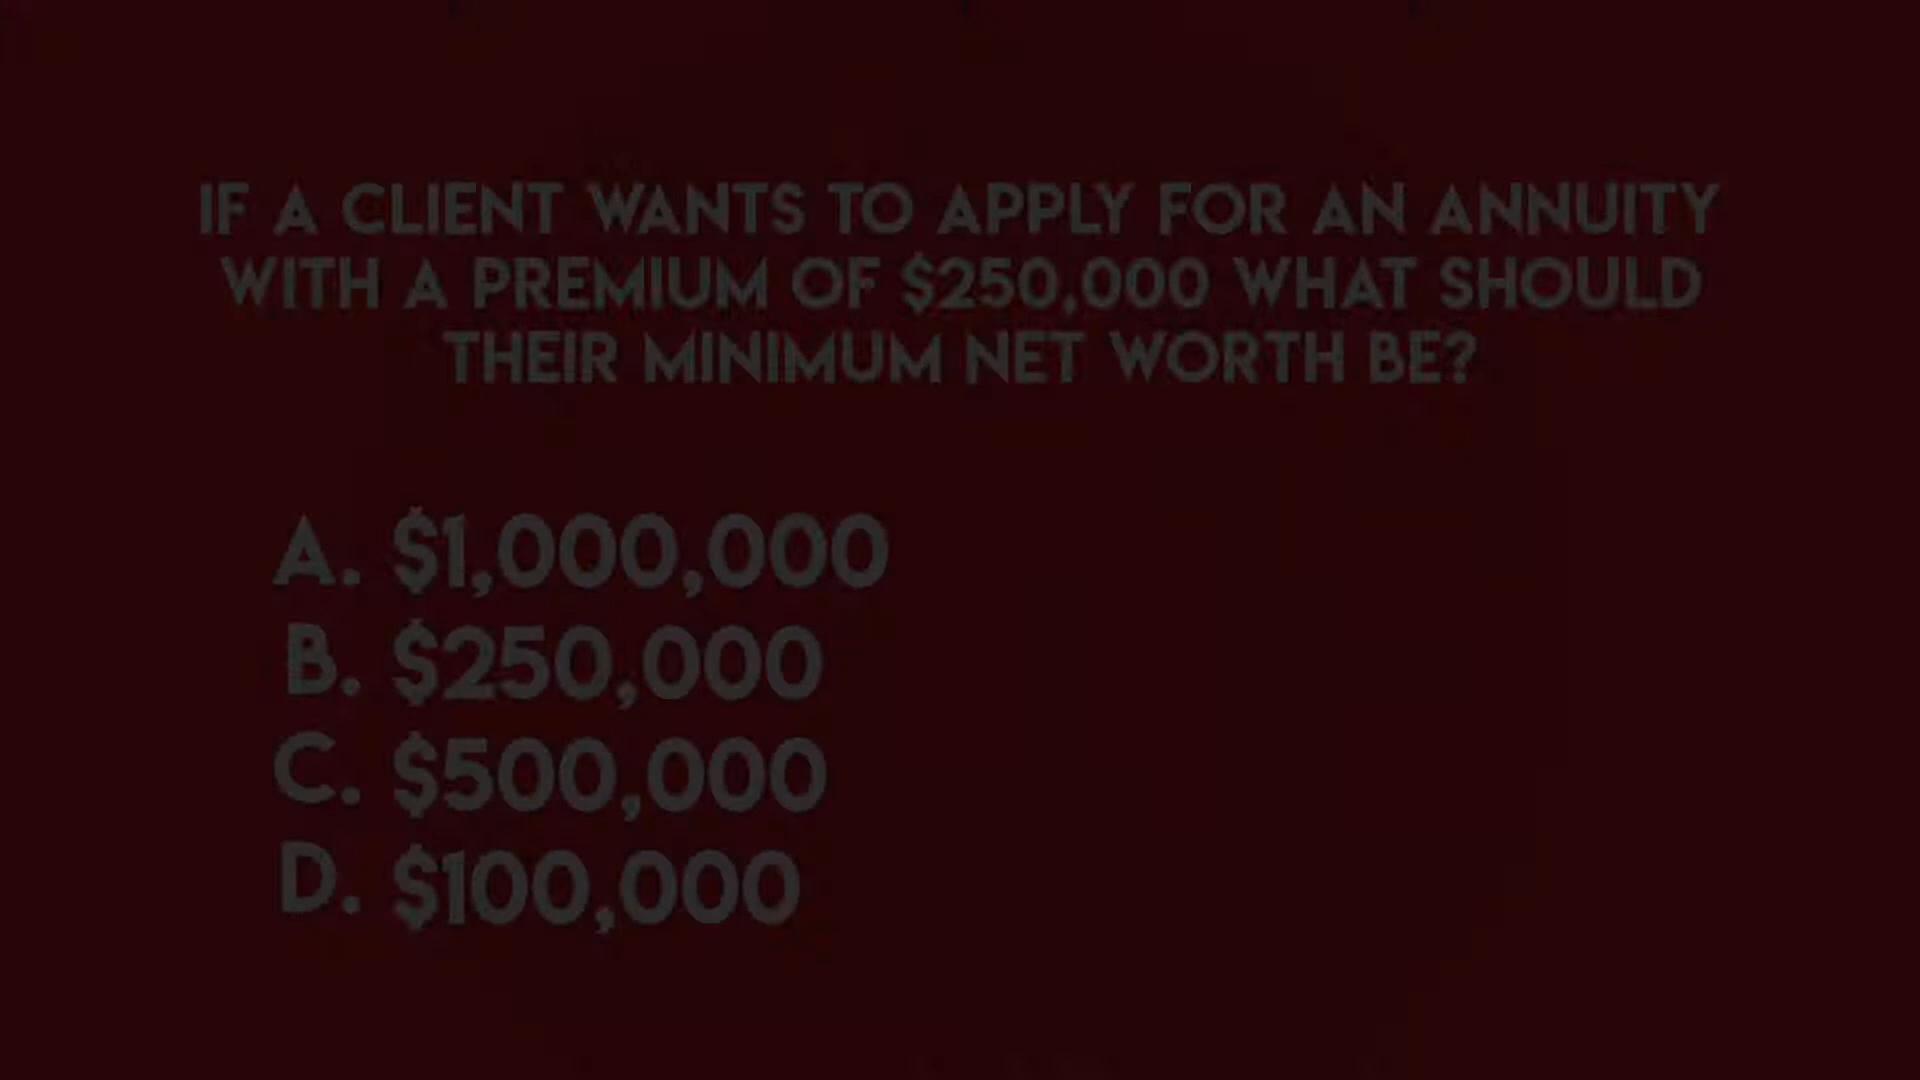 IF A CLIENT WANTS TO APPLY FOR AN ANNUITY
WITH A PREMIUM OF $250,000 WHAT SHOULD
THEIR MINIMUM NET WORTH BE?
A. $1,000,000
B. $250,000
C. $500,000
D. $100,000